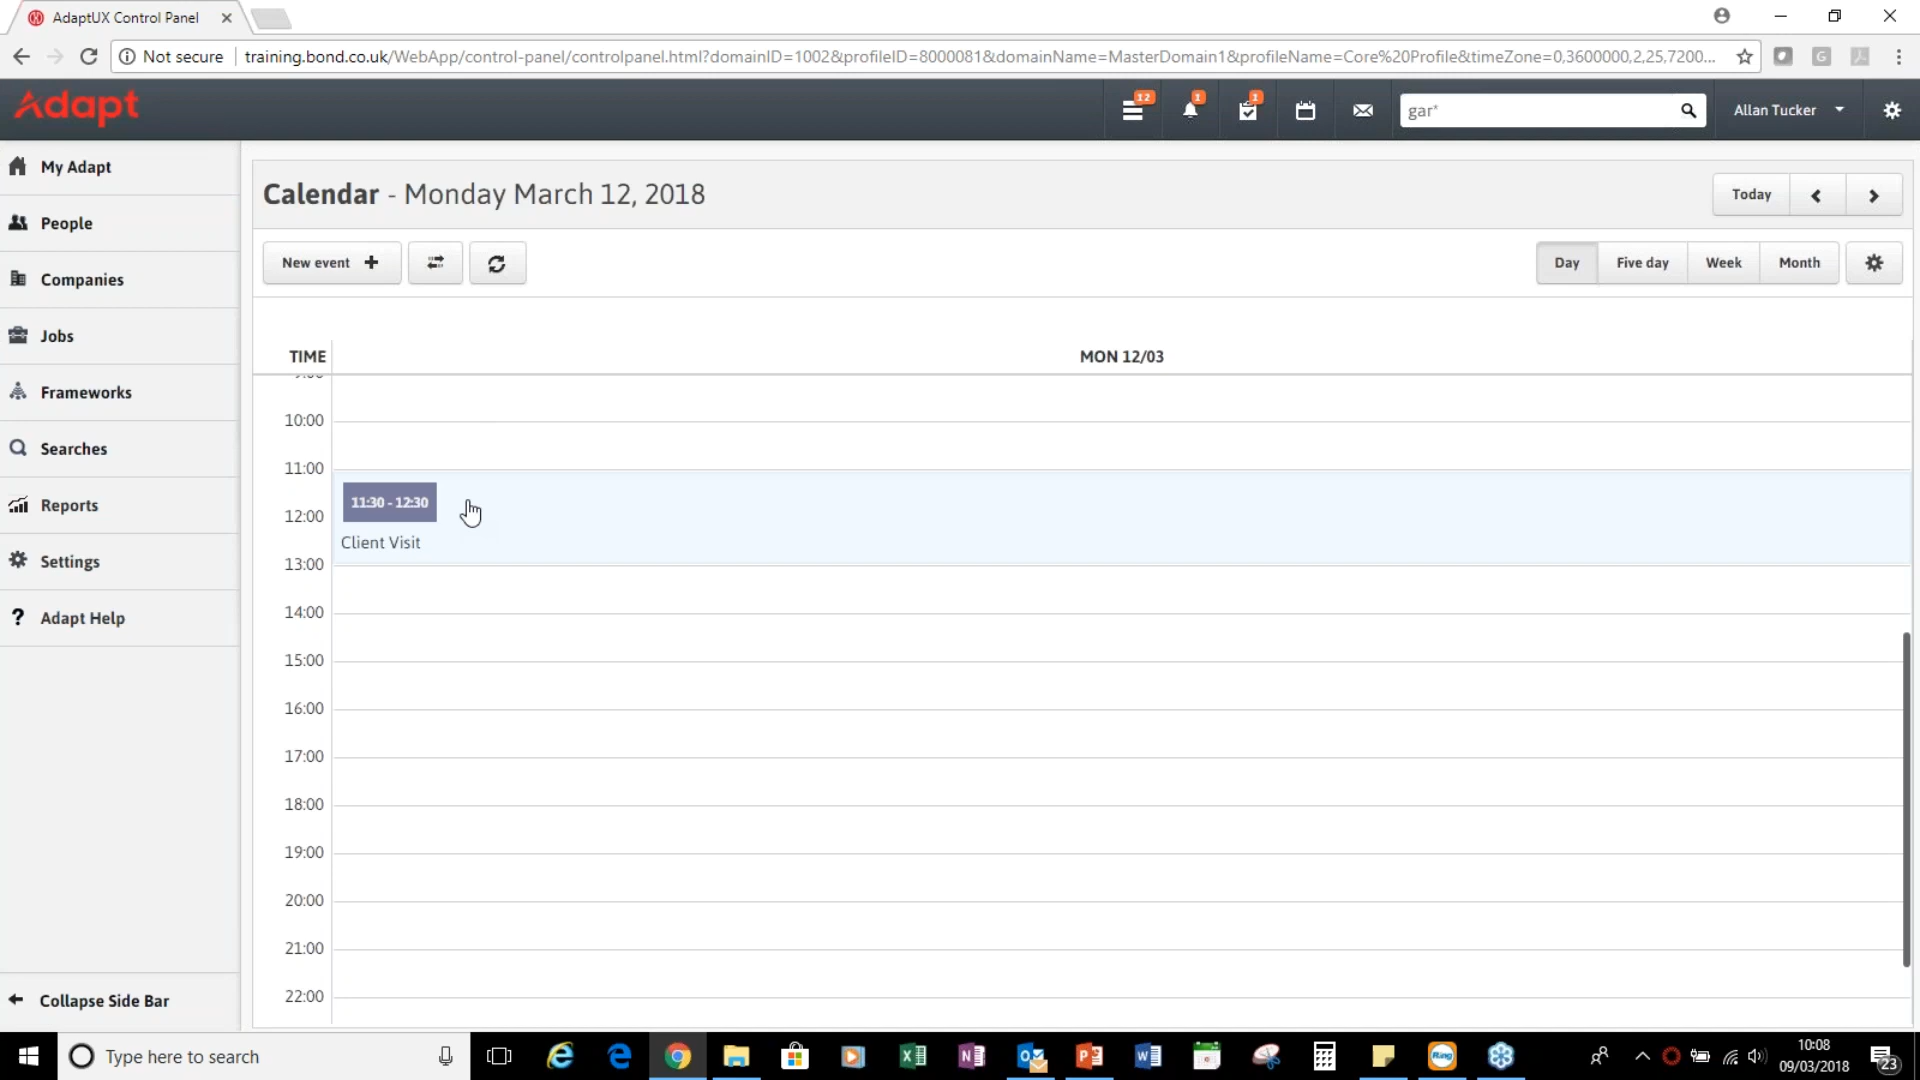 AdaptUX Control Panel
Not secure training.bond.co.uk/WebApp/control-panel/controlpanel.html?domainID=1002&profileID=8000081&domainName=MasterDomain1&profileName=Core%20Profile&timeZone=0,3600000,2,25,7200...
Adapt
12
1
1
gar*
Allan Tucker
My Adapt
People
Companies
Jobs
Frameworks
Searches
Reports
Settings
? Adapt Help
Collapse Side Bar
Calendar - Monday March 12, 2018
Today
New event +
Day Five day Week Month
TIME MON 12/03
9:00
10:00
11:00
11:30 - 12:30
12:00
Client Visit
13:00
14:00
15:00
16:00
17:00
18:00
19:00
20:00
21:00
22:00
Type here to search
Ring
10:08
09/03/2018
23